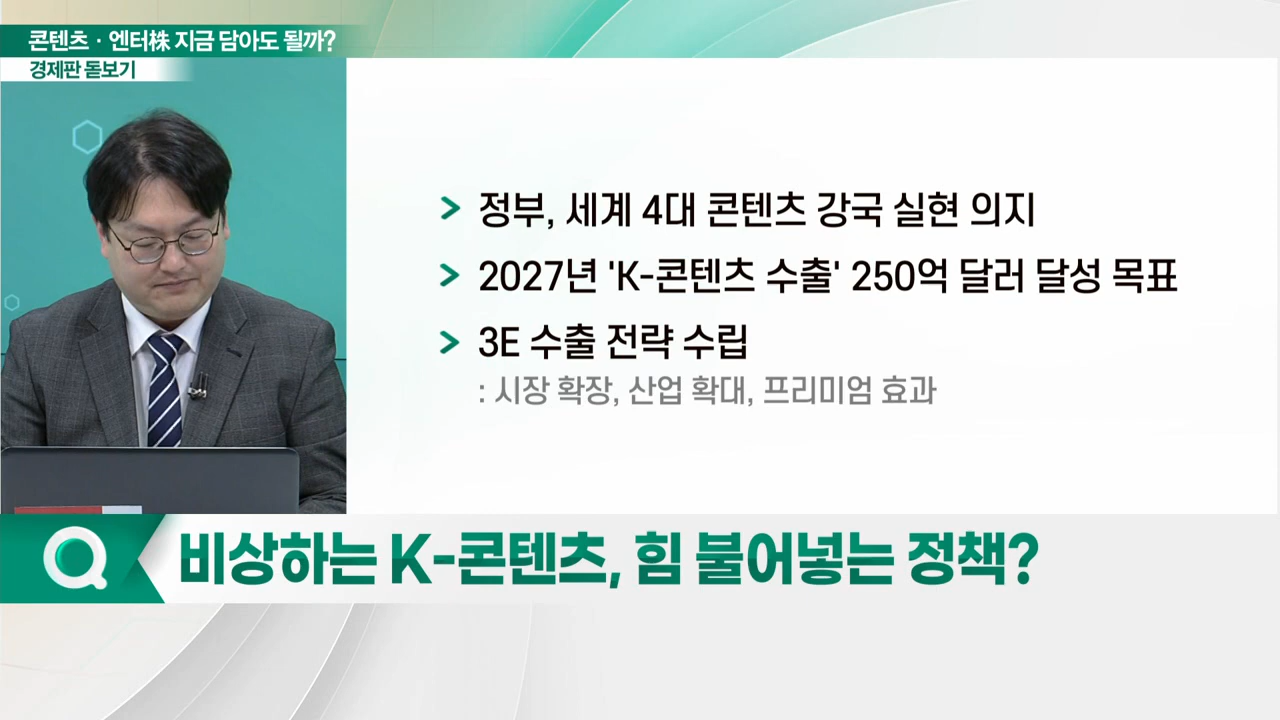 콘텐츠 · 엔터株 지금 담아도 될까?
경제판 돋보기
> 정부, 세계 4대 콘텐츠 강국 실현 의지
> 2027년 'K-콘텐츠 수출' 250억 달러 달성 목표
> 3E 수출 전략 수립
: 시장 확장, 산업 확대, 프리미엄 효과
Q 비상하는 K-콘텐츠, 힘 불어넣는 정책?